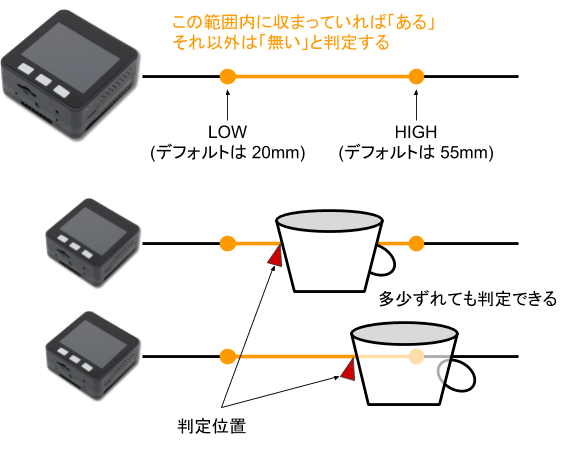 この範囲内に収まっていれば「ある」
それ以外は「無い」と判定する
LOW
(デフォルトは 20mm)
HIGH
(デフォルトは 55mm)
多少ずれても判定できる
判定位置